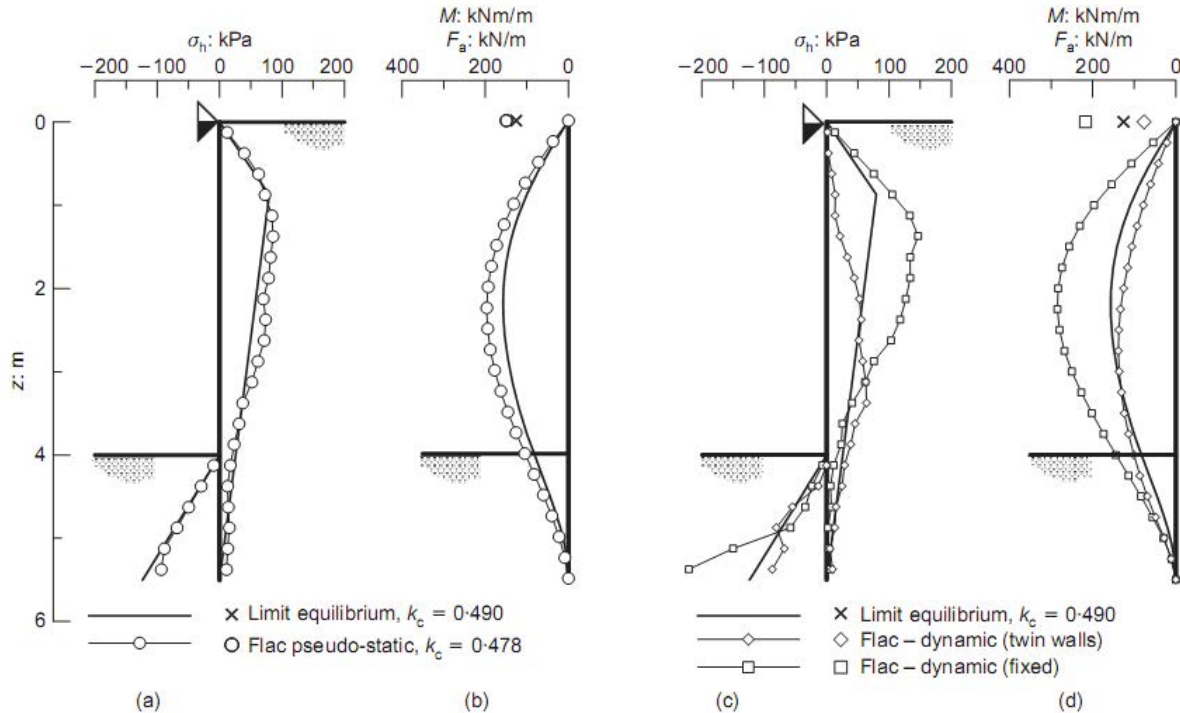 M: kNm/m
M: kNm/m
σh: kPa
Fa: kN/m
σh: kPa
Fa: kN/m
−200 −100 0 100 200
400 200 0
−200 −100 0 100 200
400 200 0
0
2
z: m
4
6
Limit equilibrium, kc = 0·490
Flac pseudo-static, kc = 0·478
Limit equilibrium, kc = 0·490
Flac – dynamic (twin walls)
Flac – dynamic (fixed)
(a)
(b)
(c)
(d)